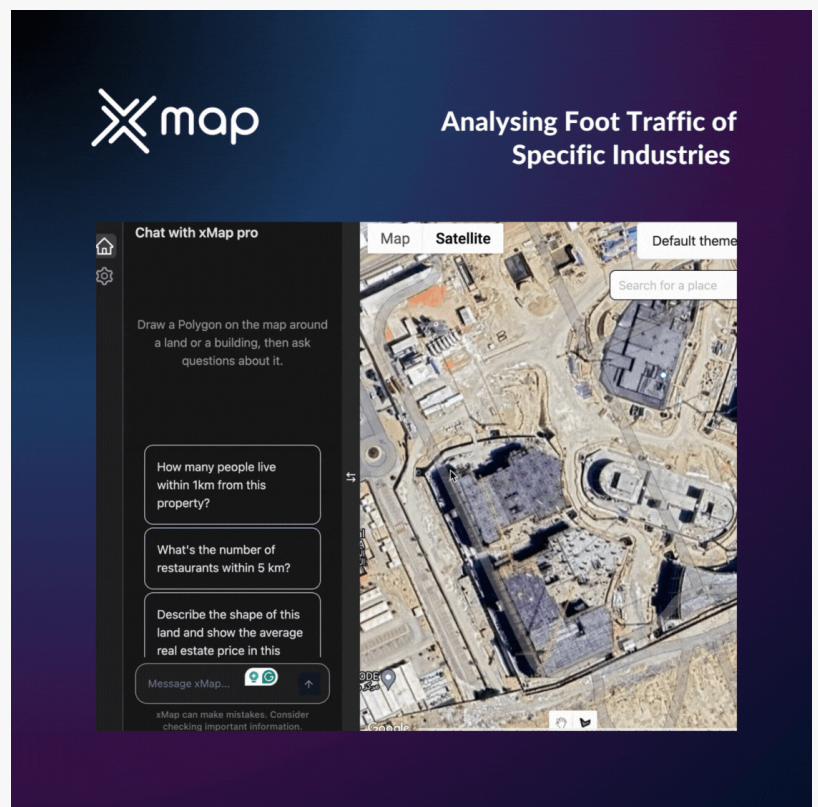 map
Analysing Foot Traffic of
Specific Industries
Chat with xMap pro
Draw a Polygon on the map around
a land or a building, then ask
questions about it.
How many people live
within 1km from this
property?
What's the number of
restaurants within 5 km?
Describe the shape of this
land and show the average
real estate price in this
Message xMap...
xMap can make mistakes. Consider
checking important information.
Map Satellite
Default theme
Search for a place
ODE
Google